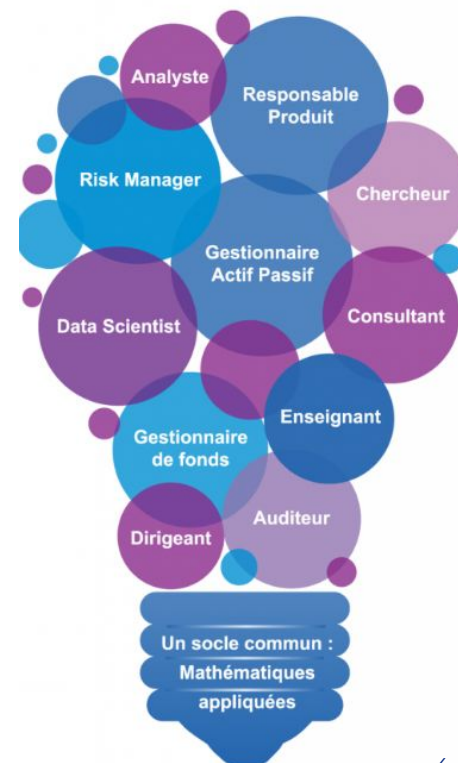 Analyste
Responsable
Produit
Risk Manager
Chercheur
Gestionnaire
Actif Passif
Data Scientist
Consultant
Enseignant
Gestionnaire
de fonds
Auditeur
Dirigeant
Un socle commun :
Mathématiques
appliquées